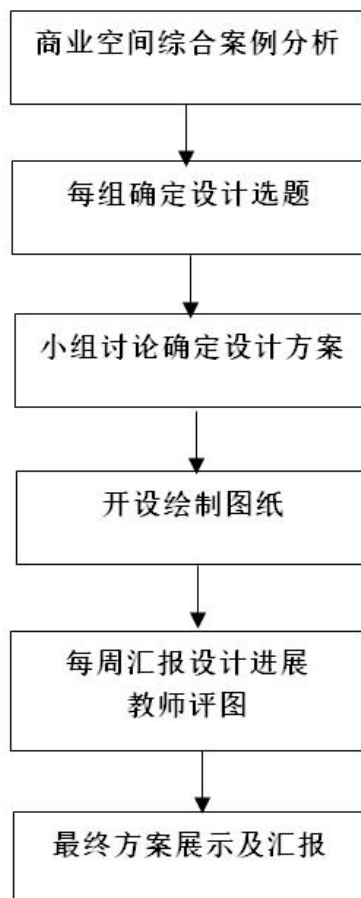 商业空间综合案例分析
每组确定设计选题
小组讨论确定设计方案
开设绘制图纸
每周汇报设计进展
教师评图
最终方案展示及汇报